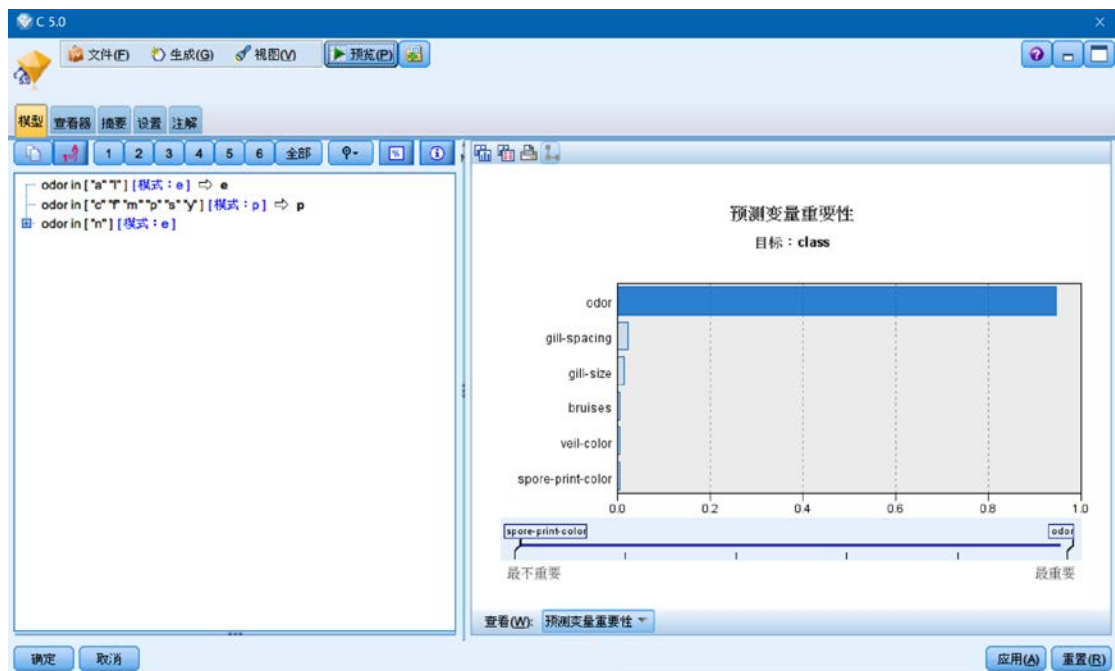 C 5.0
文件(F) 生成(G) 视图(V) 预览(P)
模型 查看器 摘要 设置 注解
1 2 3 4 5 6 全部 %
odor in ["a" "l"] [模式：e] ⇨ e
odor in ["c" "f" "m" "p" "s" "y"] [模式：p] ⇨ p
odor in ["n"] [模式：e]
预测变量重要性
目标：class
odor
gill-spacing
gill-size
bruises
veil-color
spore-print-color
0.0 0.2 0.4 0.6 0.8 1.0
spore-print-color odor
最不重要 最重要
查看(W): 预测变量重要性
确定 取消 应用(A) 重置(R)